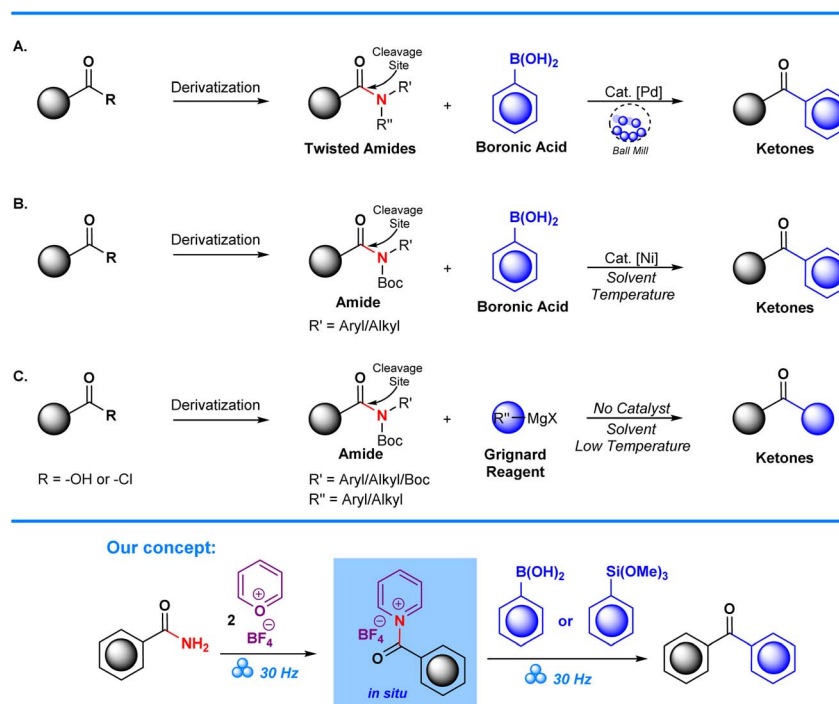 A.
O
R
Derivatization
Cleavage
Site
O
N
R'
R''
Twisted Amides
+
B(OH)2
Boronic Acid
Cat. [Pd]
Ball Mill
O
Ketones
B.
O
R
Derivatization
Cleavage
Site
O
N
R'
Boc
Amide
R' = Aryl/Alkyl
+
B(OH)2
Boronic Acid
Cat. [Ni]
Solvent
Temperature
O
Ketones
C.
O
R
R = -OH or -Cl
Derivatization
Cleavage
Site
O
N
R'
Boc
Amide
R' = Aryl/Alkyl/Boc
R'' = Aryl/Alkyl
+
R''
MgX
Grignard
Reagent
No Catalyst
Solvent
Low Temperature
O
Ketones
Our concept:
O
NH2
2
+
O
−
BF4
30 Hz
+
N
−
BF4
O
in situ
B(OH)2
or
Si(OMe)3
30 Hz
O